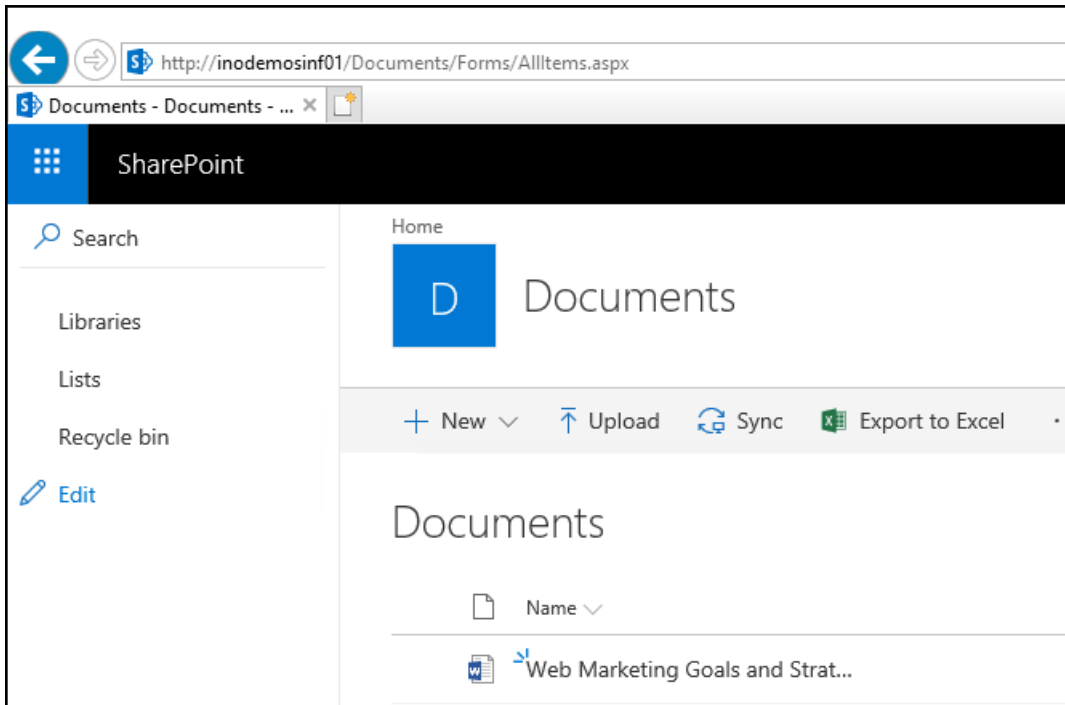 http://inodemosinf01/Documents/Forms/AllItems.aspx
Documents - Documents - ...
SharePoint
Search
Home
D
Documents
Libraries
Lists
Recycle bin
Edit
New Upload Sync Export to Excel
Documents
Name
Web Marketing Goals and Strat...